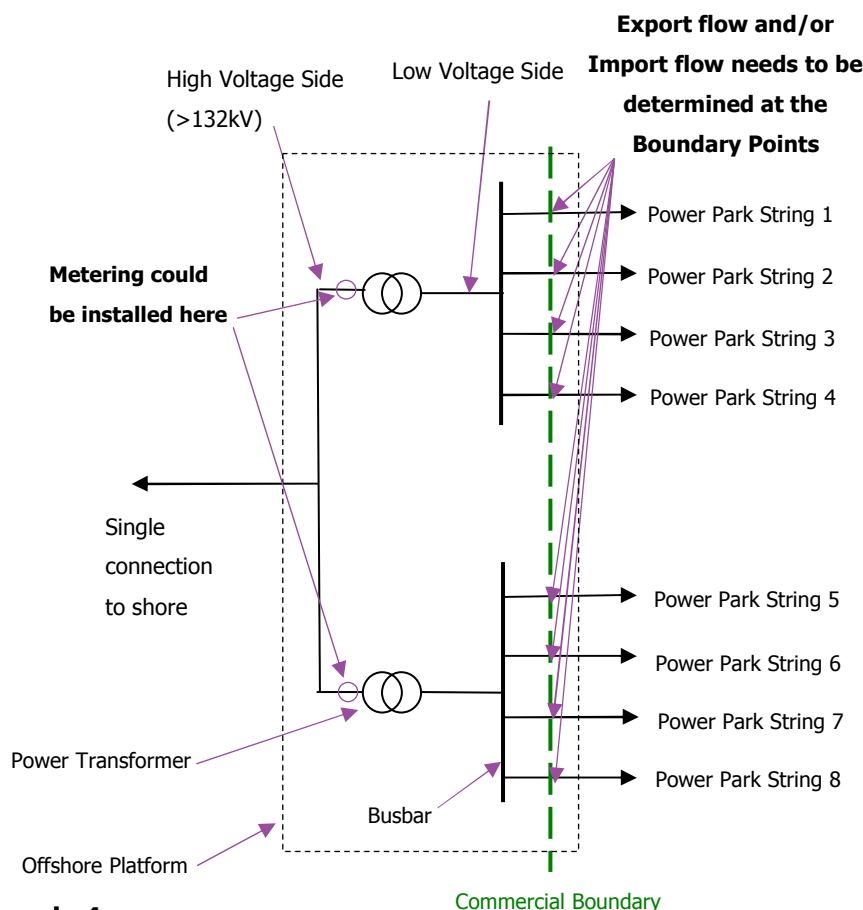 Export flow and/or
Import flow needs to be
determined at the
Boundary Points
High Voltage Side
(>132kV)
Low Voltage Side
Power Park String 1
Power Park String 2
Power Park String 3
Power Park String 4
Metering could
be installed here
Single
connection
to shore
Power Park String 5
Power Park String 6
Power Park String 7
Power Park String 8
Power Transformer
Busbar
Offshore Platform
Commercial Boundary